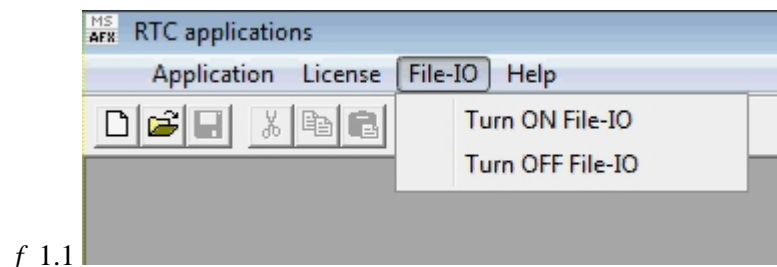 MS
AFX RTC applications
Application License File-IO Help
Turn ON File-IO
Turn OFF File-IO
f 1.1